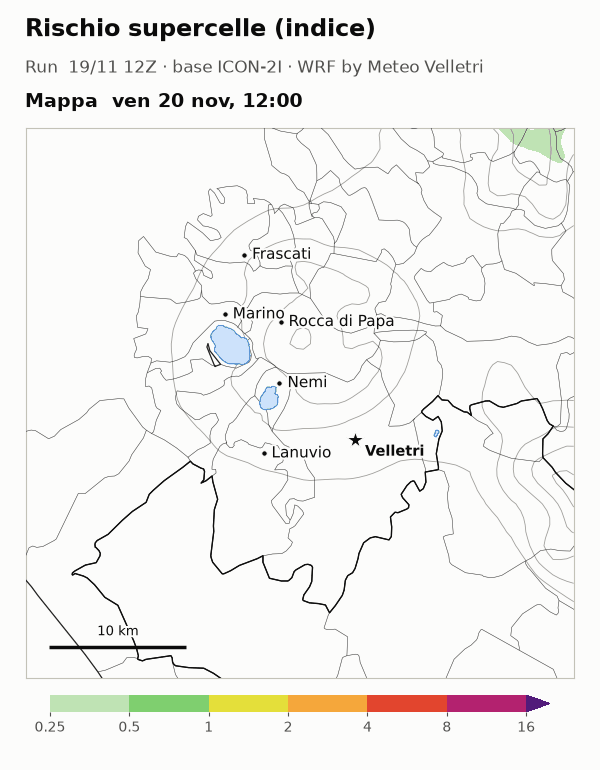 Rischio supercelle (indice)
Run  19/11 12Z · base ICON-2I · WRF by Meteo Velletri
Mappa  ven 20 nov, 12:00
Frascati
Marino
Rocca di Papa
Nemi
Velletri
Lanuvio
10 km
0.25 0.5 1 2 4 8 16